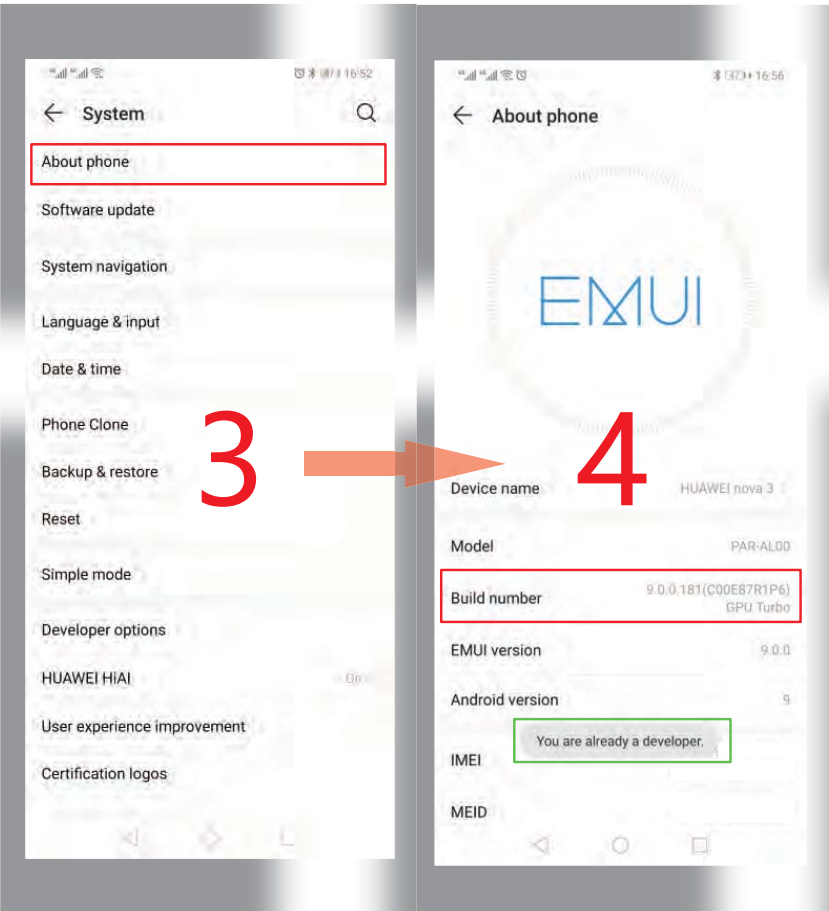 16:52
System
About phone
Software update
System navigation
Language & input
Date & time
Phone Clone
Backup & restore
Reset
Simple mode
Developer options
HUAWEI HiAI
On
User experience improvement
Certification logos
3
16:56
About phone
EMUI
4
Device name
HUAWEI nova 3
Model
PAR-AL00
Build number
9.0.0.181(C00E87R1P6)
GPU Turbo
EMUI version
9.0.0
Android version
9
You are already a developer.
IMEI
MEID